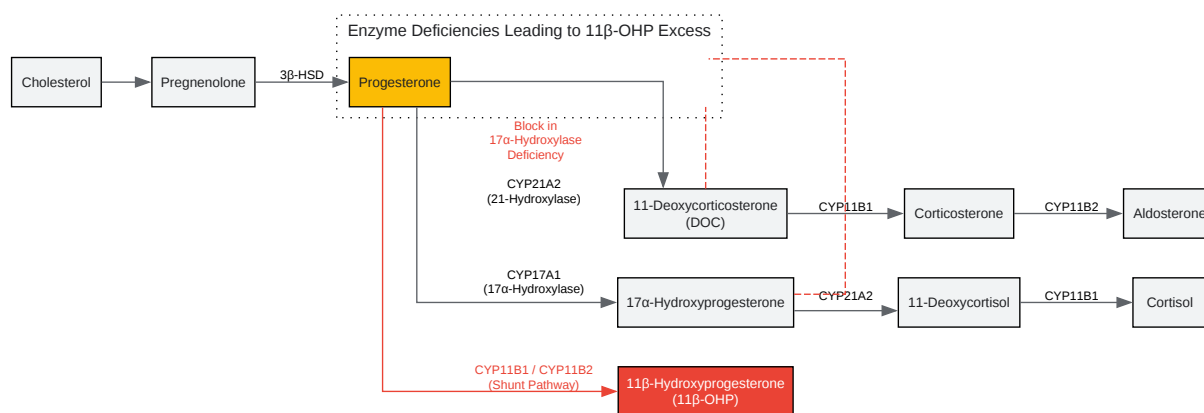 Enzyme Deficiencies Leading to 11β-OHP Excess
Cholesterol
Pregnenolone
3β-HSD
Progesterone
Block in
17α-Hydroxylase
Deficiency
CYP21A2
(21-Hydroxylase)
11-Deoxycorticosterone
(DOC)
CYP11B1
Corticosterone
CYP11B2
Aldosterone
CYP17A1
(17α-Hydroxylase)
17α-Hydroxyprogesterone
CYP21A2
11-Deoxycortisol
CYP11B1
Cortisol
CYP11B1 / CYP11B2
(Shunt Pathway)
11β-Hydroxyprogesterone
(11β-OHP)